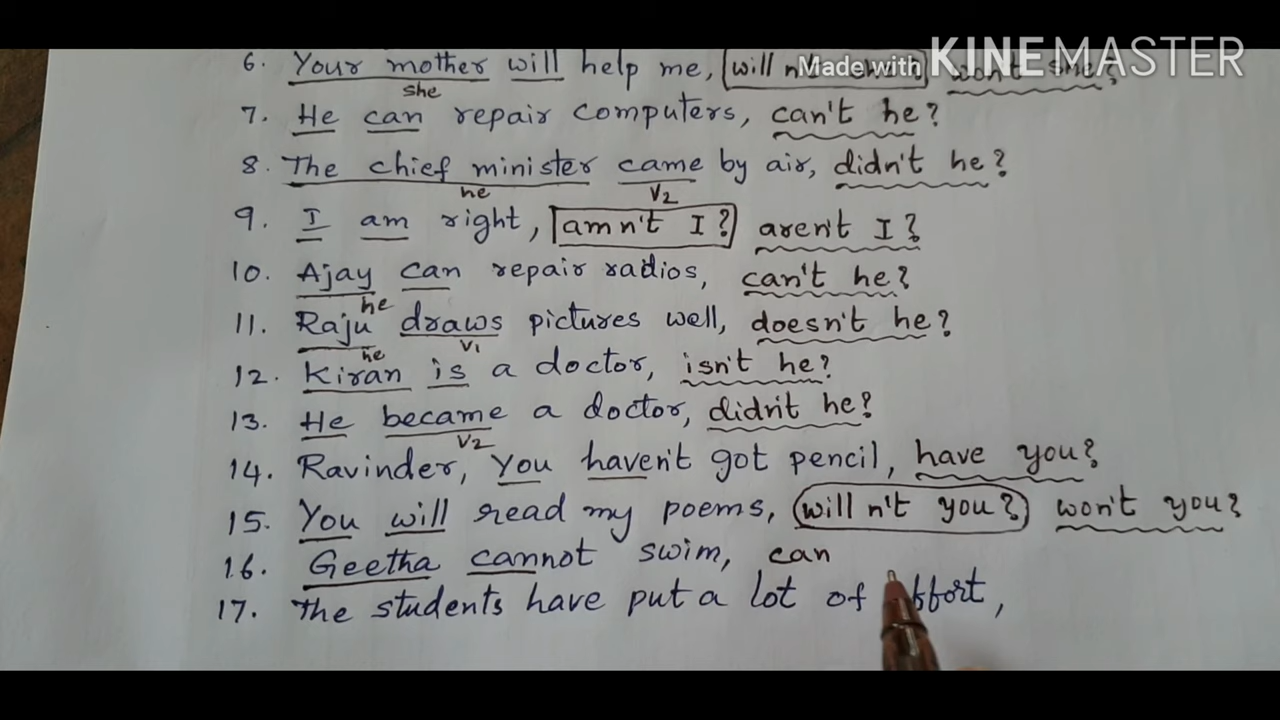 Made with KINEMASTER
6. Your mother will help me, will n't won't she?
she
7. He can repair computers, can't he?
8. The chief minister came by air, didn't he?
he V2
9. I am right, amn't I? aren't I?
10. Ajay can repair radios, can't he?
he
11. Raju draws pictures well, doesn't he?
he V1
12. Kiran is a doctor, isn't he?
13. He became a doctor, didn't he?
V2
14. Ravinder, you haven't got pencil, have you?
15. You will read my poems, will n't you? won't you?
16. Geetha cannot swim, can
17. The students have put a lot of effort,